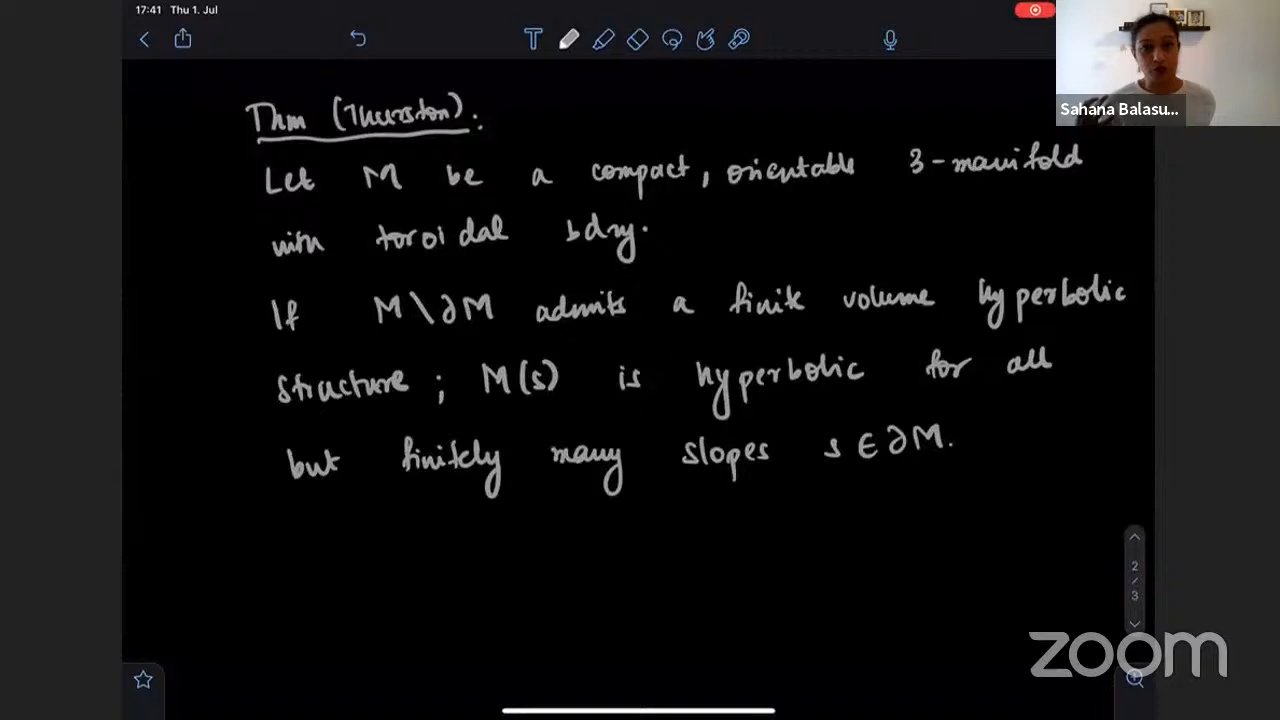 17:41 Thu 1. Jul
Sahana Balasu...
Thm (Thurston).
Let M be a compact, orientable 3-manifold
with toroidal bdry.
If M\∂M admits a finite volume hyperbolic
structure; M(s) is hyperbolic for all
but finitely many slopes s ∈ ∂M.
2
/
3
zoom